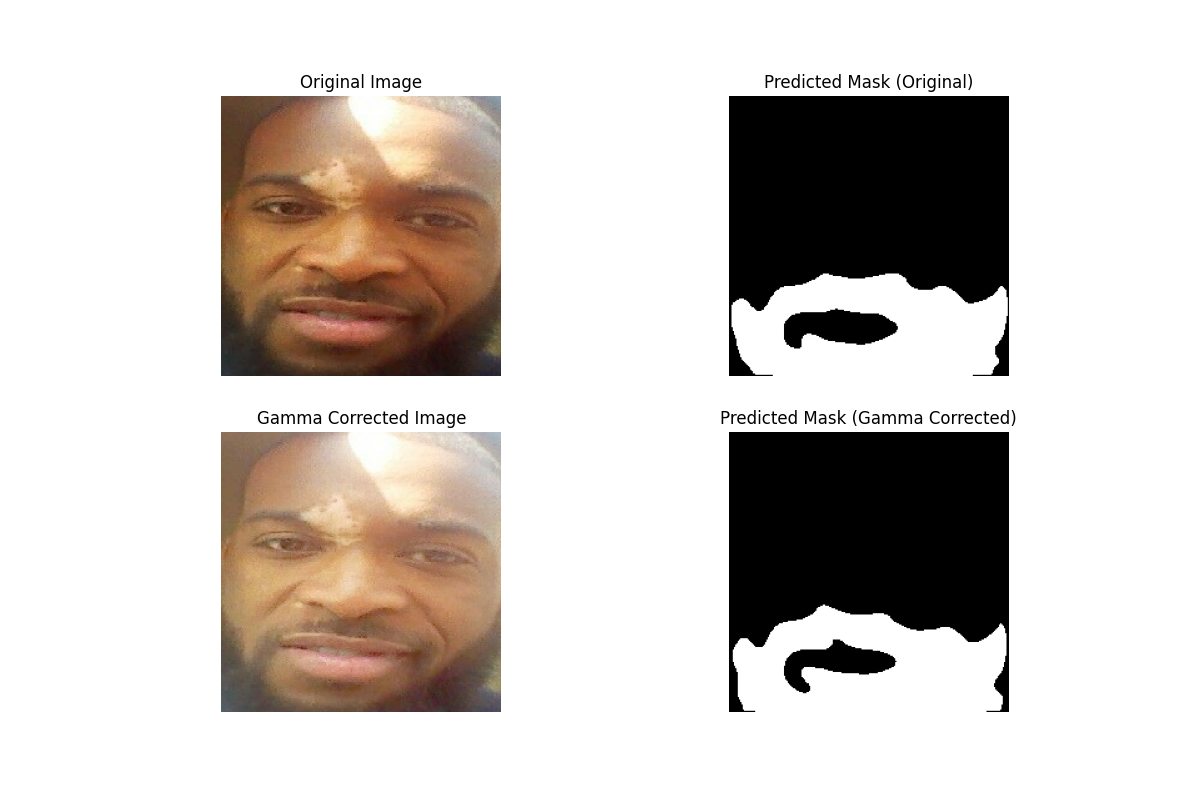 Original Image
Predicted Mask (Original)
Gamma Corrected Image
Predicted Mask (Gamma Corrected)